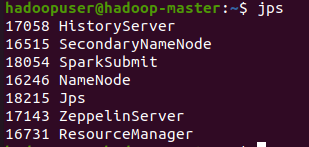 hadoopuser@hadoop-master:~$ jps
17058 HistoryServer
16515 SecondaryNameNode
18054 SparkSubmit
16246 NameNode
18215 Jps
17143 ZeppelinServer
16731 ResourceManager